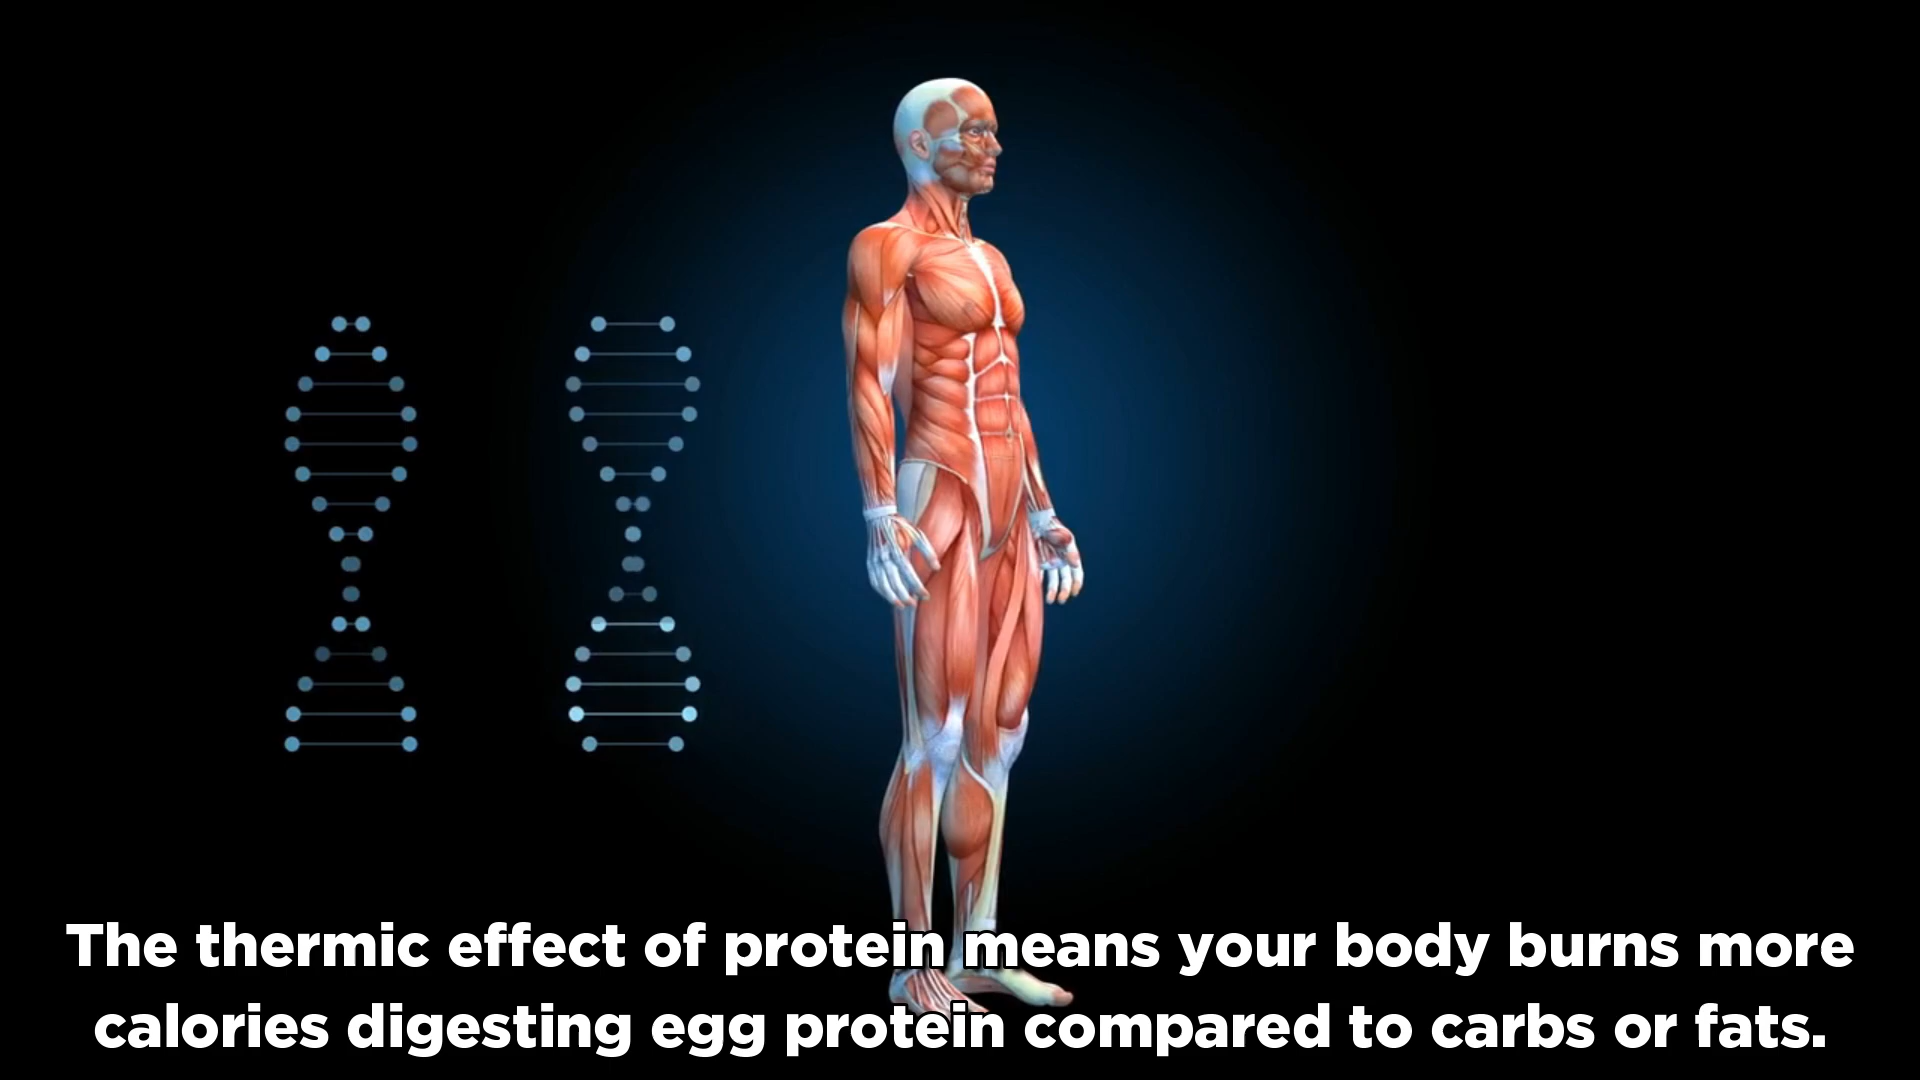 The thermic effect of protein means your body burns more
calories digesting egg protein compared to carbs or fats.